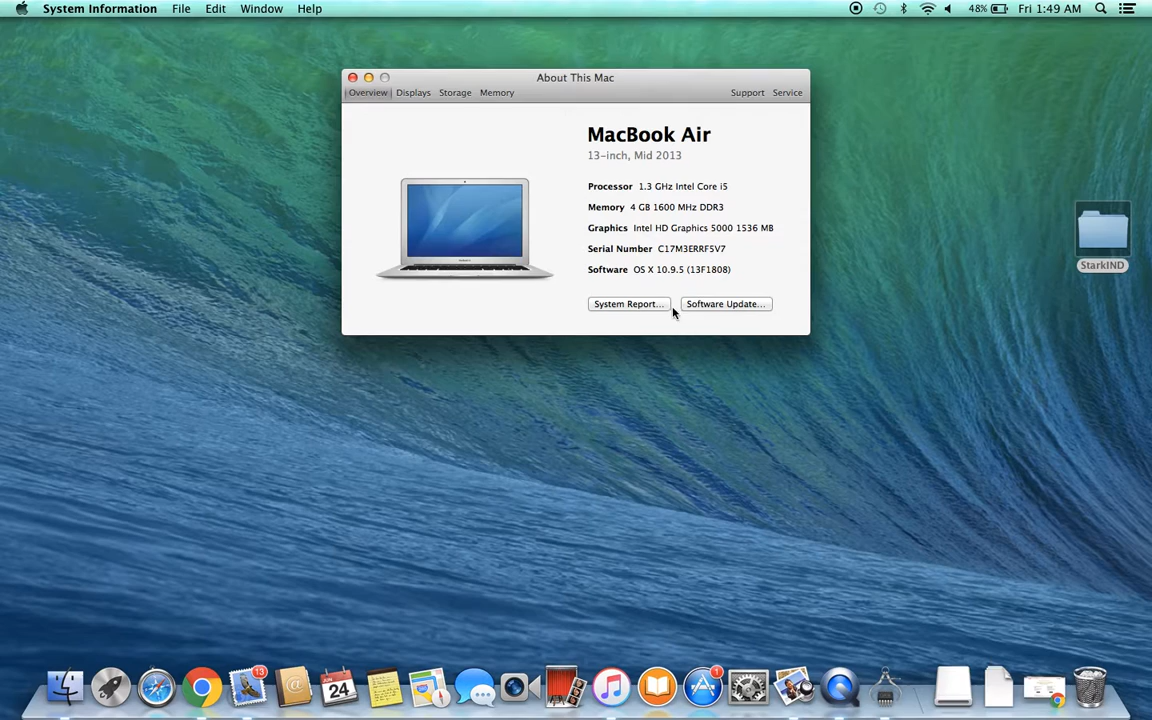 System Information File Edit Window Help 48% Fri 1:49 AM
About This Mac
Overview Displays Storage Memory Support Service
MacBook Air
13-inch, Mid 2013
Processor 1.3 GHz Intel Core i5
Memory 4 GB 1600 MHz DDR3
Graphics Intel HD Graphics 5000 1536 MB
Serial Number C17M3ERRF5V7
Software OS X 10.9.5 (13F1808)
System Report... Software Update...
StarkIND
13
24
1